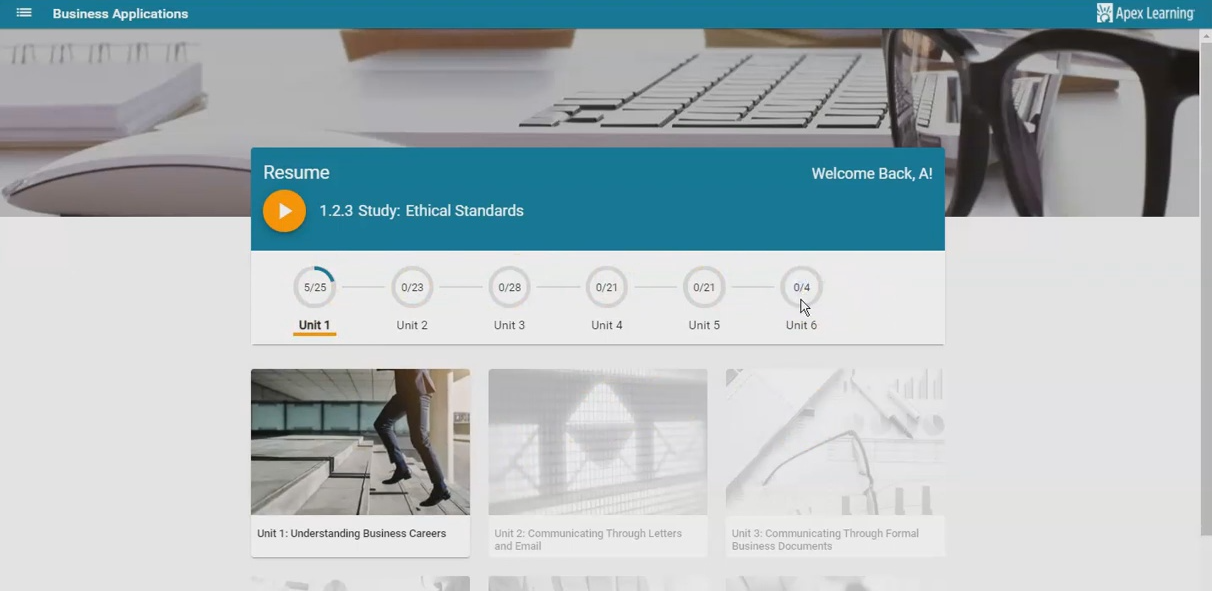 Business Applications
Apex Learning
Resume
Welcome Back, A!
1.2.3 Study: Ethical Standards
5/25
0/23
0/28
0/21
0/21
0/4
Unit 1
Unit 2
Unit 3
Unit 4
Unit 5
Unit 6
Unit 1: Understanding Business Careers
Unit 2: Communicating Through Letters
and Email
Unit 3: Communicating Through Formal
Business Documents